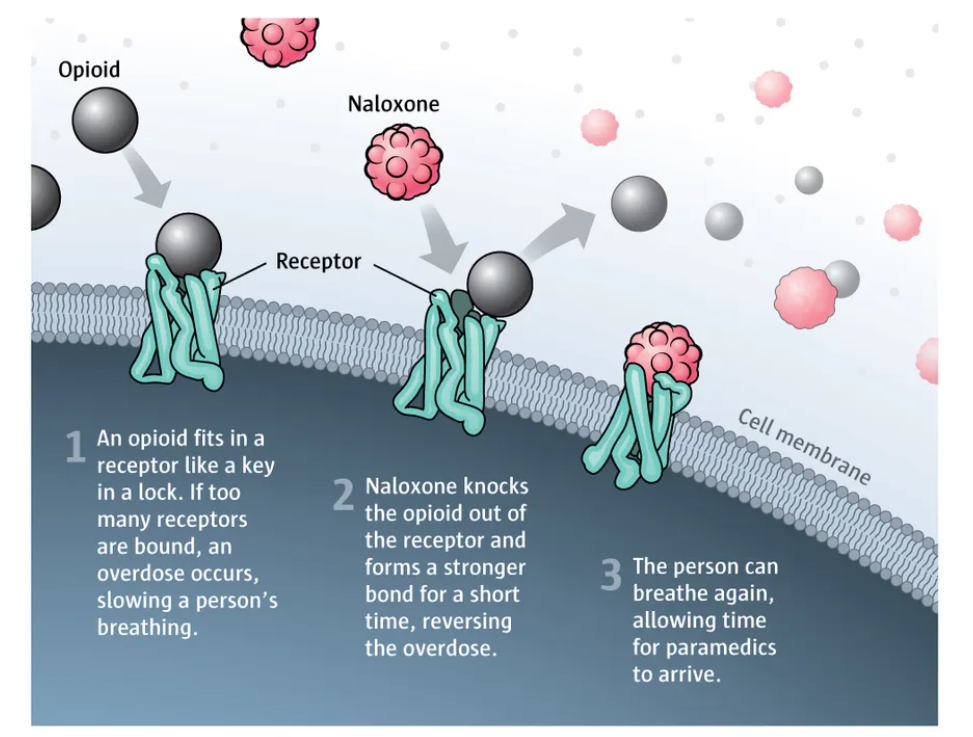 Opioid
Naloxone
Receptor
Cell membrane
1
An opioid fits in a
receptor like a key
in a lock. If too
many receptors
are bound, an
overdose occurs,
slowing a person's
breathing.
2
Naloxone knocks
the opioid out of
the receptor and
forms a stronger
bond for a short
time, reversing
the overdose.
3
The person can
breathe again,
allowing time
for paramedics
to arrive.